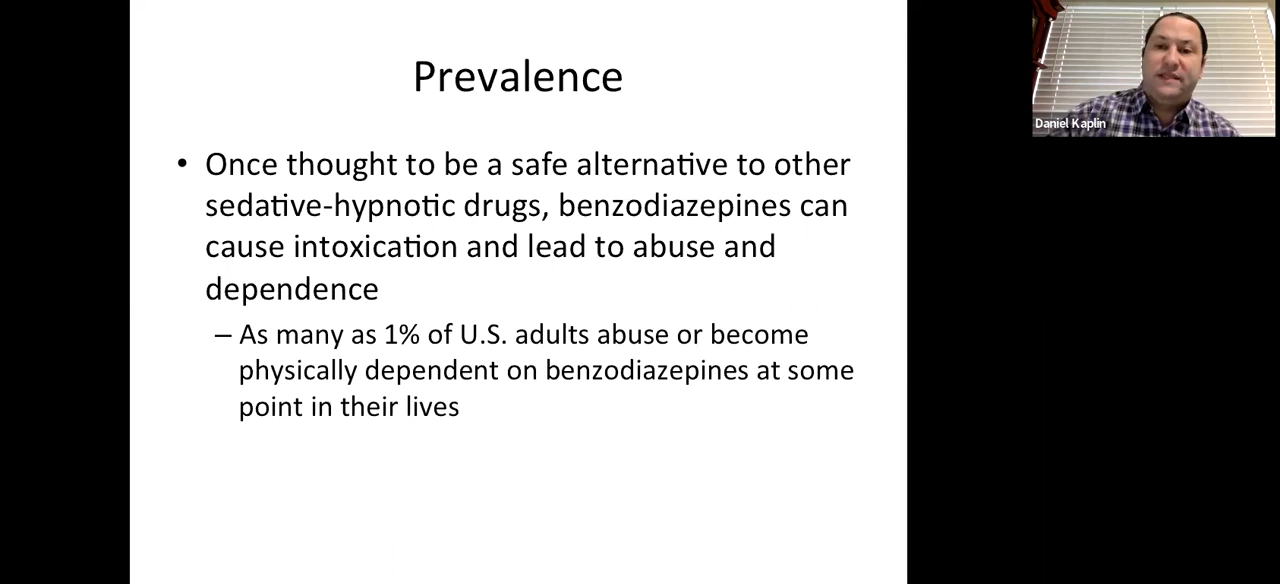 Prevalence
• Once thought to be a safe alternative to other
sedative-hypnotic drugs, benzodiazepines can
cause intoxication and lead to abuse and
dependence
– As many as 1% of U.S. adults abuse or become
physically dependent on benzodiazepines at some
point in their lives
Daniel Kaplin